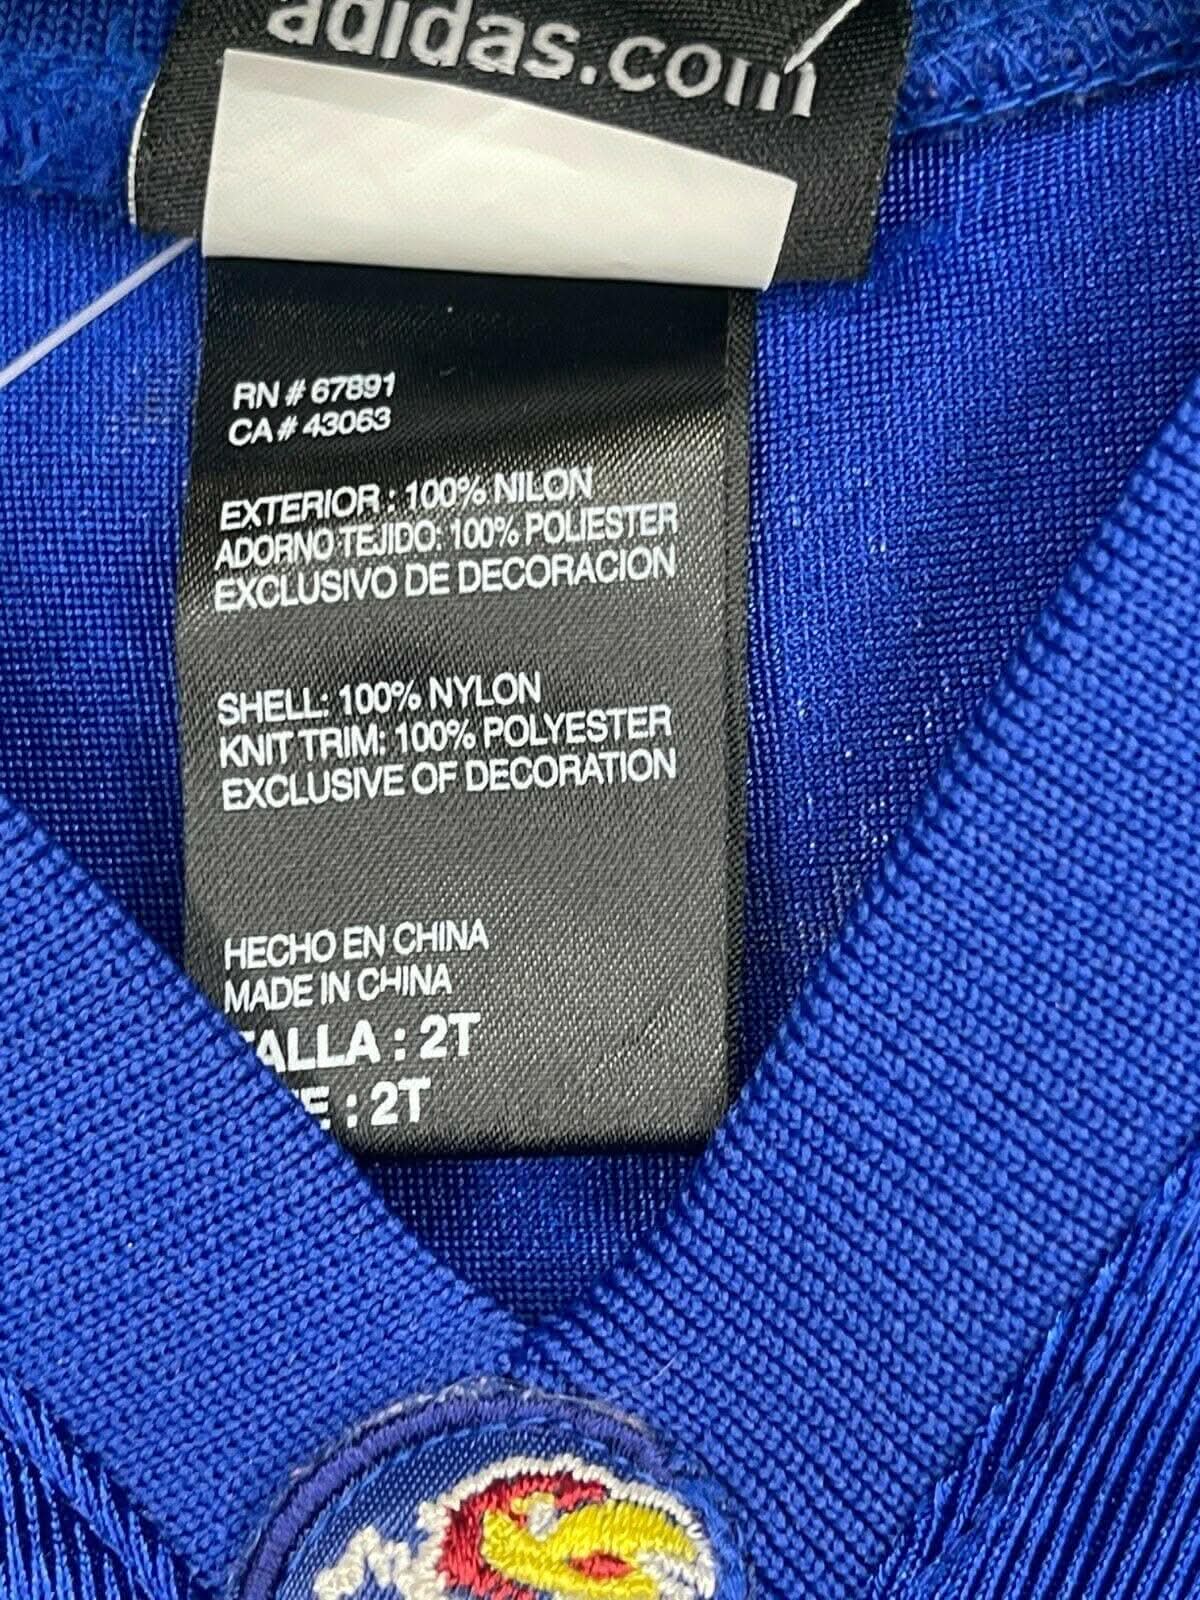 adidas.com
RN # 67891
CA # 43063
EXTERIOR : 100% NILON
ADORNO TEJIDO: 100% POLIESTER
EXCLUSIVO DE DECORACION
SHELL: 100% NYLON
KNIT TRIM: 100% POLYESTER
EXCLUSIVE OF DECORATION
HECHO EN CHINA
MADE IN CHINA
TALLA : 2T
E : 2T